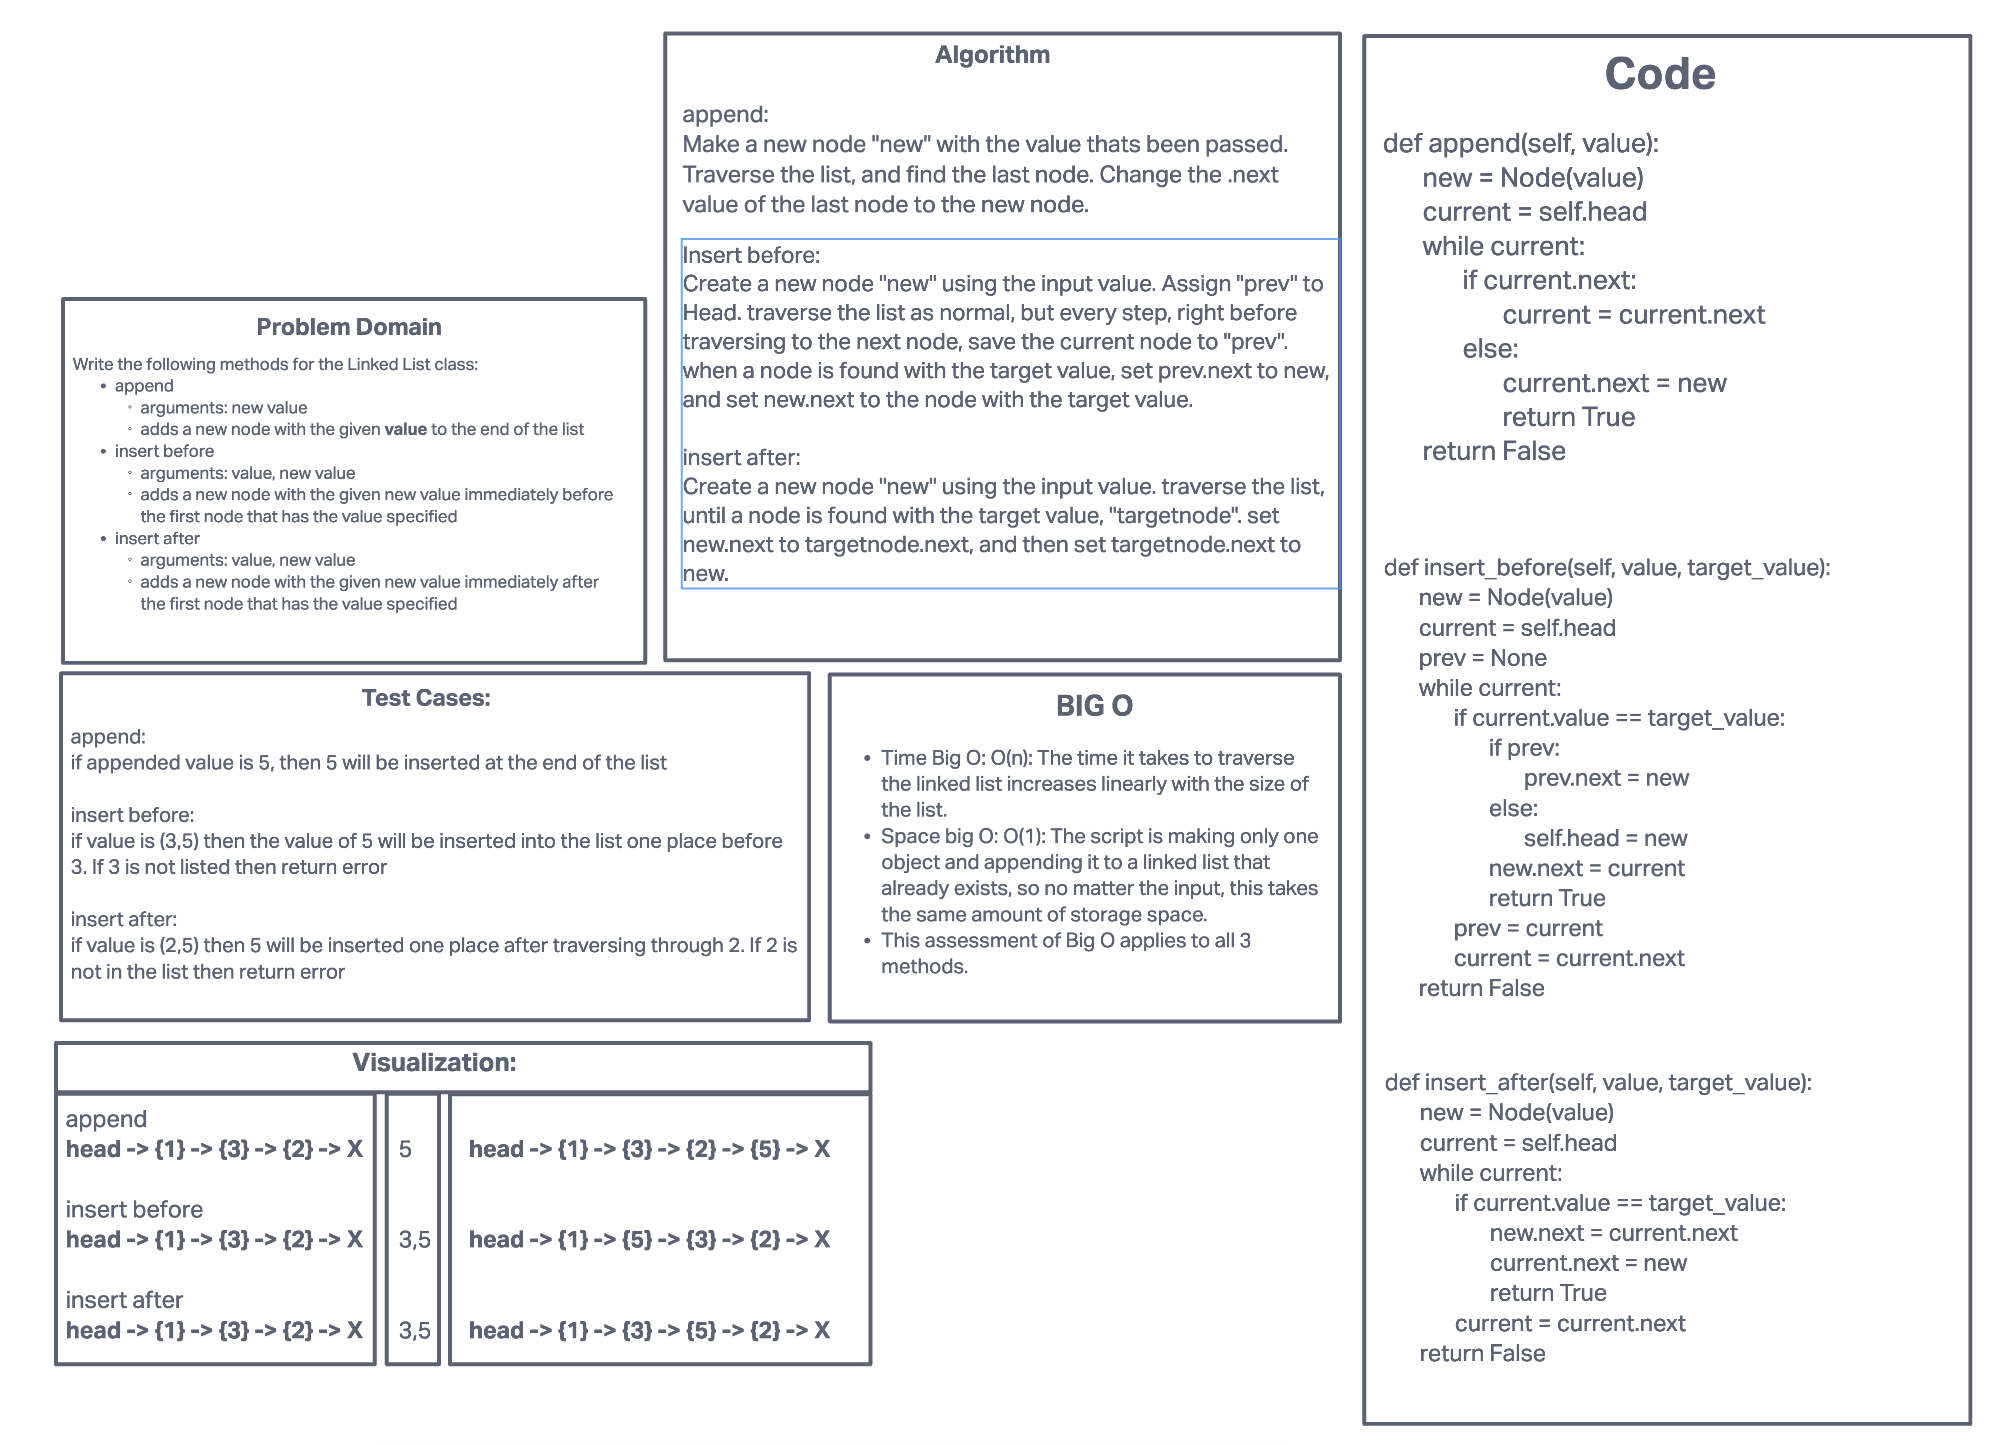 Problem Domain
Write the following methods for the Linked List class:
• append
◦ arguments: new value
◦ adds a new node with the given value to the end of the list
• insert before
◦ arguments: value, new value
◦ adds a new node with the given new value immediately before
the first node that has the value specified
• insert after
◦ arguments: value, new value
◦ adds a new node with the given new value immediately after
the first node that has the value specified
Algorithm
append:
Make a new node "new" with the value thats been passed.
Traverse the list, and find the last node. Change the .next
value of the last node to the new node.
Insert before:
Create a new node "new" using the input value. Assign "prev" to
Head. traverse the list as normal, but every step, right before
traversing to the next node, save the current node to "prev".
when a node is found with the target value, set prev.next to new,
and set new.next to the node with the target value.
insert after:
Create a new node "new" using the input value. traverse the list,
until a node is found with the target value, "targetnode". set
new.next to targetnode.next, and then set targetnode.next to
new.
Test Cases:
append:
if appended value is 5, then 5 will be inserted at the end of the list
insert before:
if value is (3,5) then the value of 5 will be inserted into the list one place before
3. If 3 is not listed then return error
insert after:
if value is (2,5) then 5 will be inserted one place after traversing through 2. If 2 is
not in the list then return error
BIG O
• Time Big O: O(n): The time it takes to traverse
the linked list increases linearly with the size of
the list.
• Space big O: O(1): The script is making only one
object and appending it to a linked list that
already exists, so no matter the input, this takes
the same amount of storage space.
• This assessment of Big O applies to all 3
methods.
Visualization:
append
head -> {1} -> {3} -> {2} -> X 5 head -> {1} -> {3} -> {2} -> {5} -> X
insert before
head -> {1} -> {3} -> {2} -> X 3,5 head -> {1} -> {5} -> {3} -> {2} -> X
insert after
head -> {1} -> {3} -> {2} -> X 3,5 head -> {1} -> {3} -> {5} -> {2} -> X
Code
def append(self, value):
new = Node(value)
current = self.head
while current:
if current.next:
current = current.next
else:
current.next = new
return True
return False
def insert_before(self, value, target_value):
new = Node(value)
current = self.head
prev = None
while current:
if current.value == target_value:
if prev:
prev.next = new
else:
self.head = new
new.next = current
return True
prev = current
current = current.next
return False
def insert_after(self, value, target_value):
new = Node(value)
current = self.head
while current:
if current.value == target_value:
new.next = current.next
current.next = new
return True
current = current.next
return False